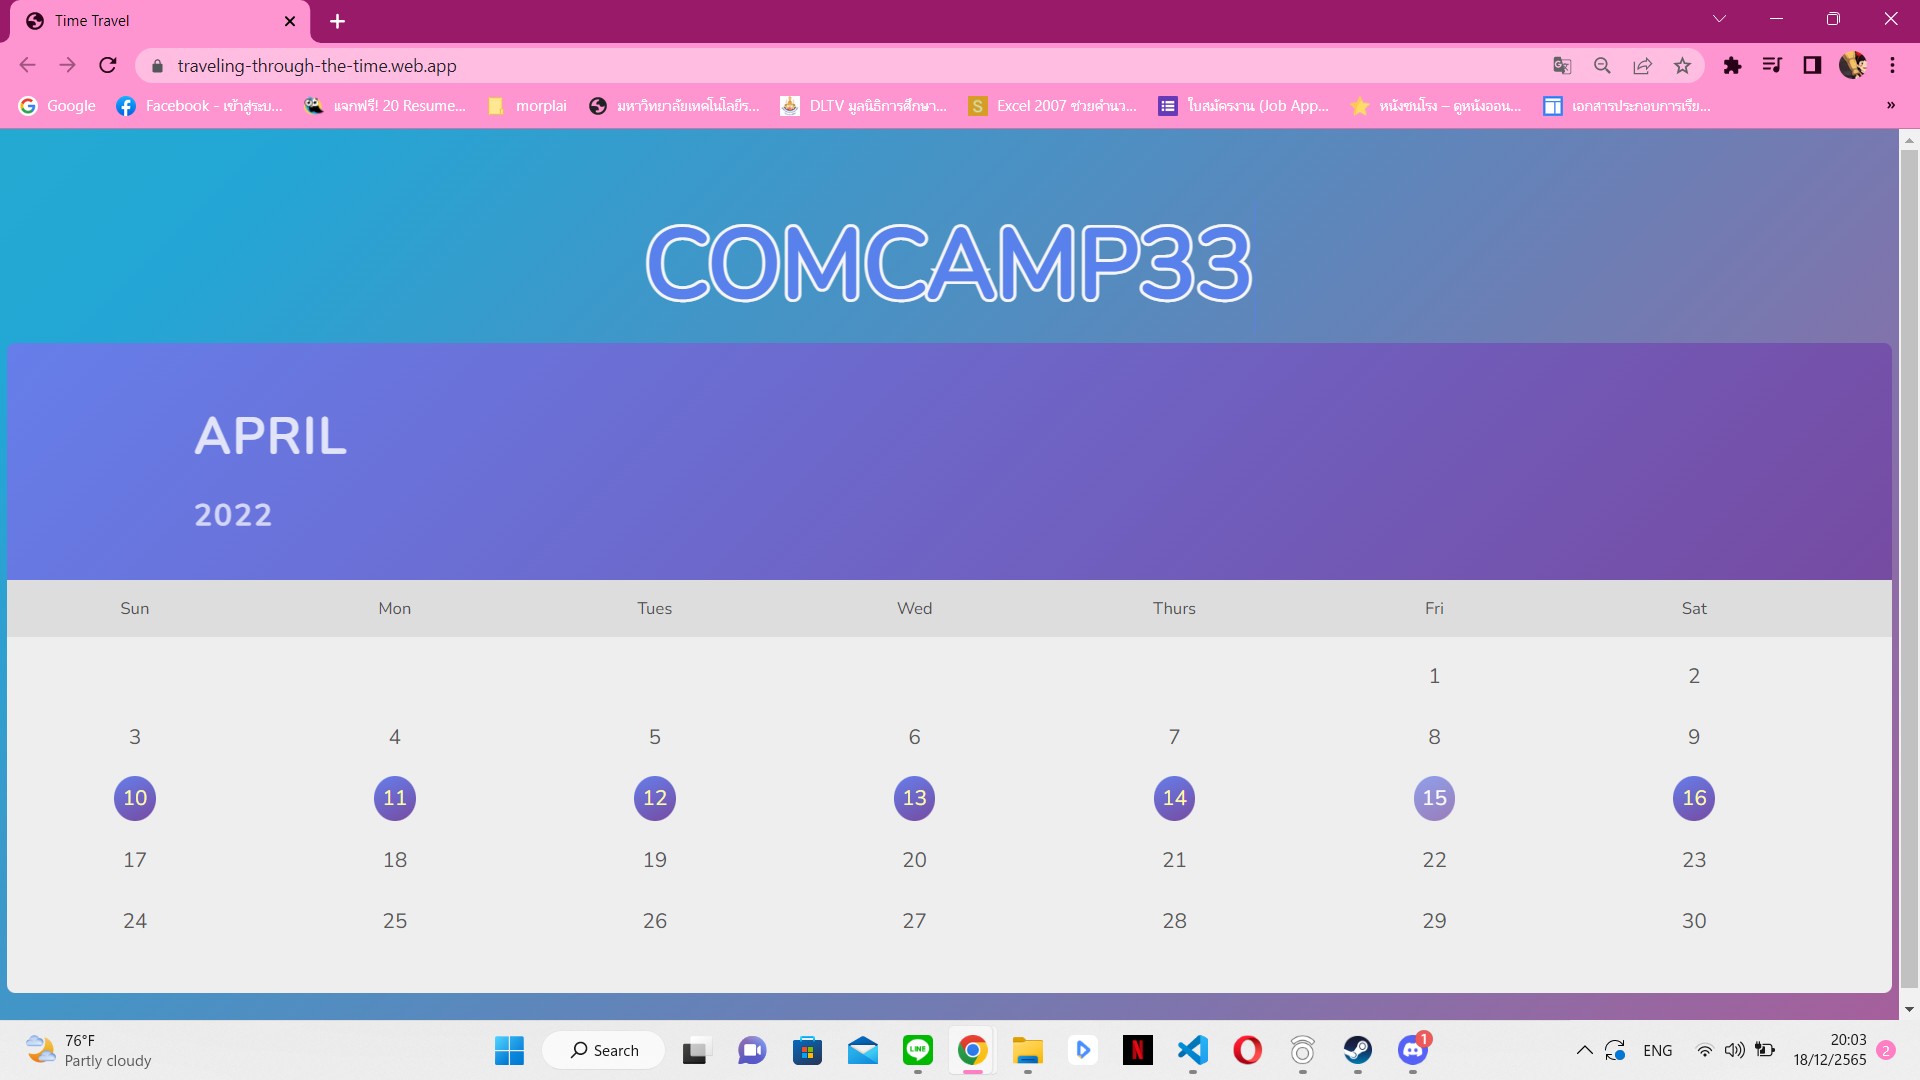 Time Travel
traveling-through-the-time.web.app
Google
Facebook - เข้าสู่ระบ...
แจกฟรี! 20 Resume...
morplai
มหาวิทยาลัยเทคโนโลยีร...
DLTV มูลนิธิการศึกษา...
Excel 2007 ช่วยคำนว...
ใบสมัครงาน (Job App...
หนังชนโรง – ดูหนังออน...
เอกสารประกอบการเรีย...
»
COMCAMP33
APRIL
2022
Sun Mon Tues Wed Thurs Fri Sat
1 2
3 4 5 6 7 8 9
10 11 12 13 14 15 16
17 18 19 20 21 22 23
24 25 26 27 28 29 30
76°F
Partly cloudy
Search
LINE
N
1
ENG
20:03
18/12/2565
2